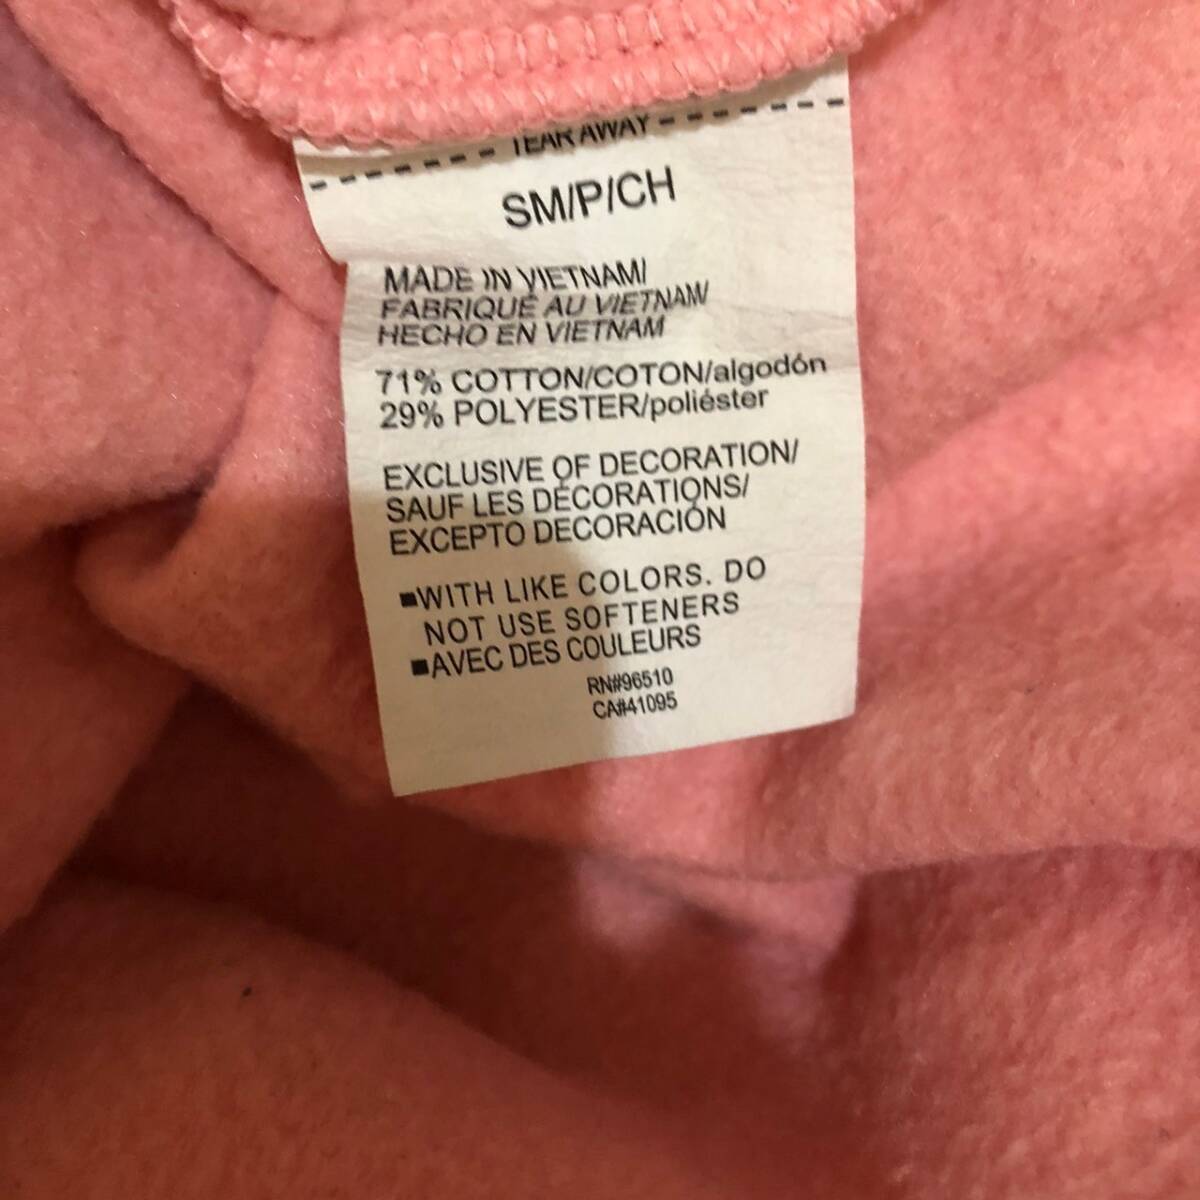 TEAR AWAY
SM/P/CH
MADE IN VIETNAM/
FABRIQUÉ AU VIETNAM/
HECHO EN VIETNAM
71% COTTON/COTON/algodón
29% POLYESTER/poliéster
EXCLUSIVE OF DECORATION/
SAUF LES DÉCORATIONS/
EXCEPTO DECORACIÓN
■WITH LIKE COLORS. DO
NOT USE SOFTENERS
■AVEC DES COULEURS
RN#96510
CA#41095